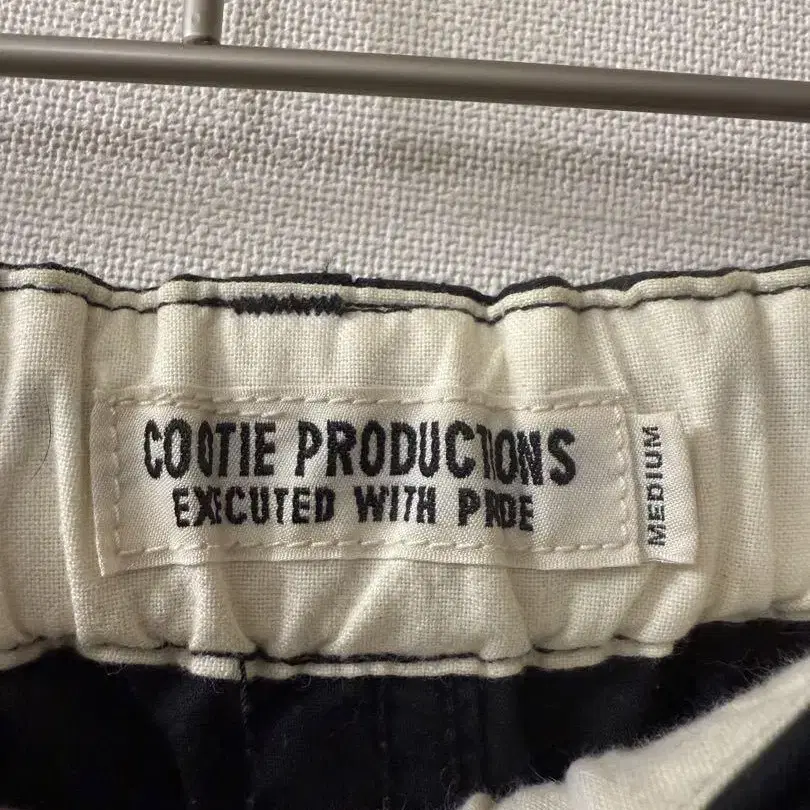 COOTIE PRODUCTIONS
EXECUTED WITH PRIDE
MEDIUM